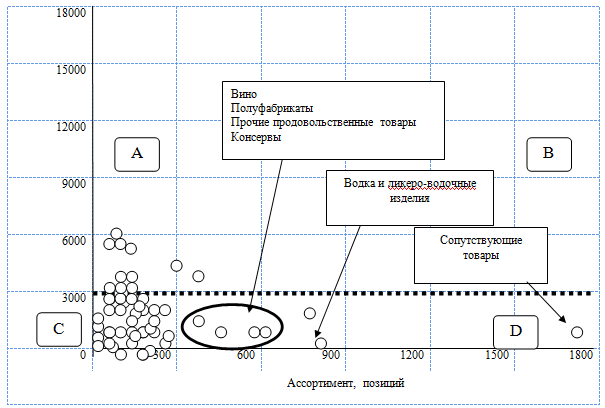 18000
15000
12000
9000
6000
3000
0
Вино
Полуфабрикаты
Прочие продовольственные товары
Консервы
A
B
Водка и ликеро-водочные
изделия
Сопутствующие
товары
C
D
300
600
900
1200
1500
1800
Ассортимент, позиций